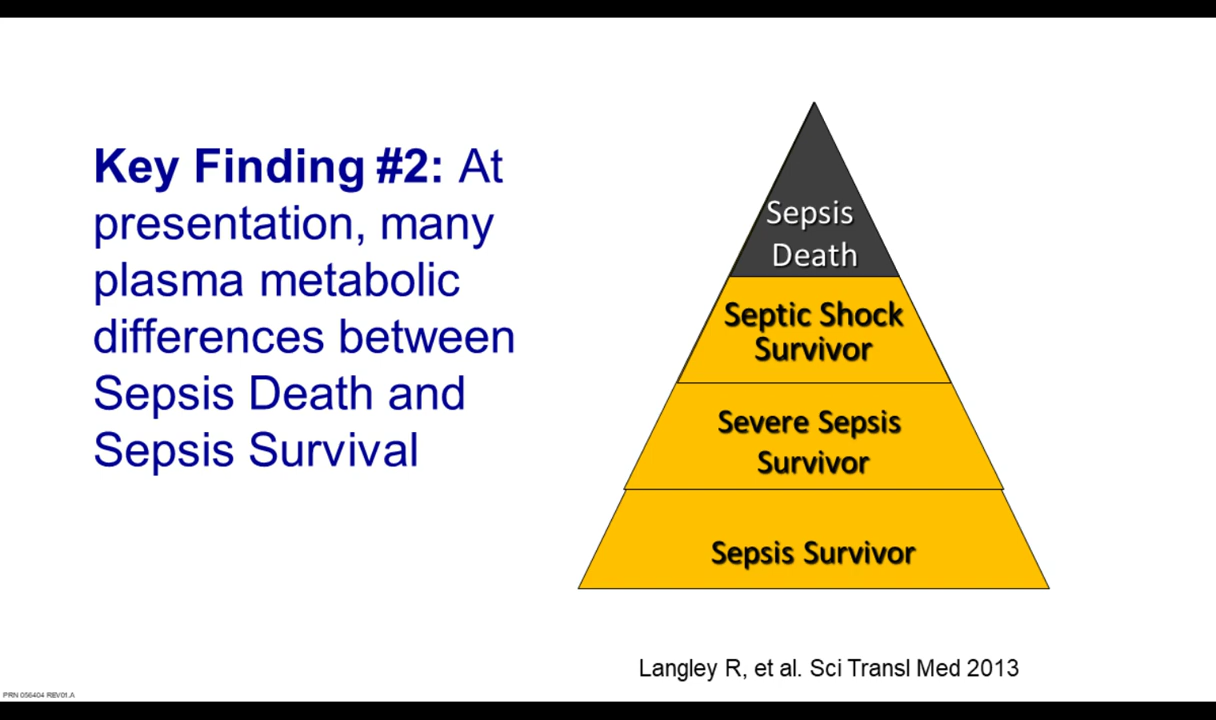 Key Finding #2: At
presentation, many
plasma metabolic
differences between
Sepsis Death and
Sepsis Survival
Sepsis
Death
Septic Shock
Survivor
Severe Sepsis
Survivor
Sepsis Survivor
Langley R, et al. Sci Transl Med 2013
PRN 056404 REV01.A